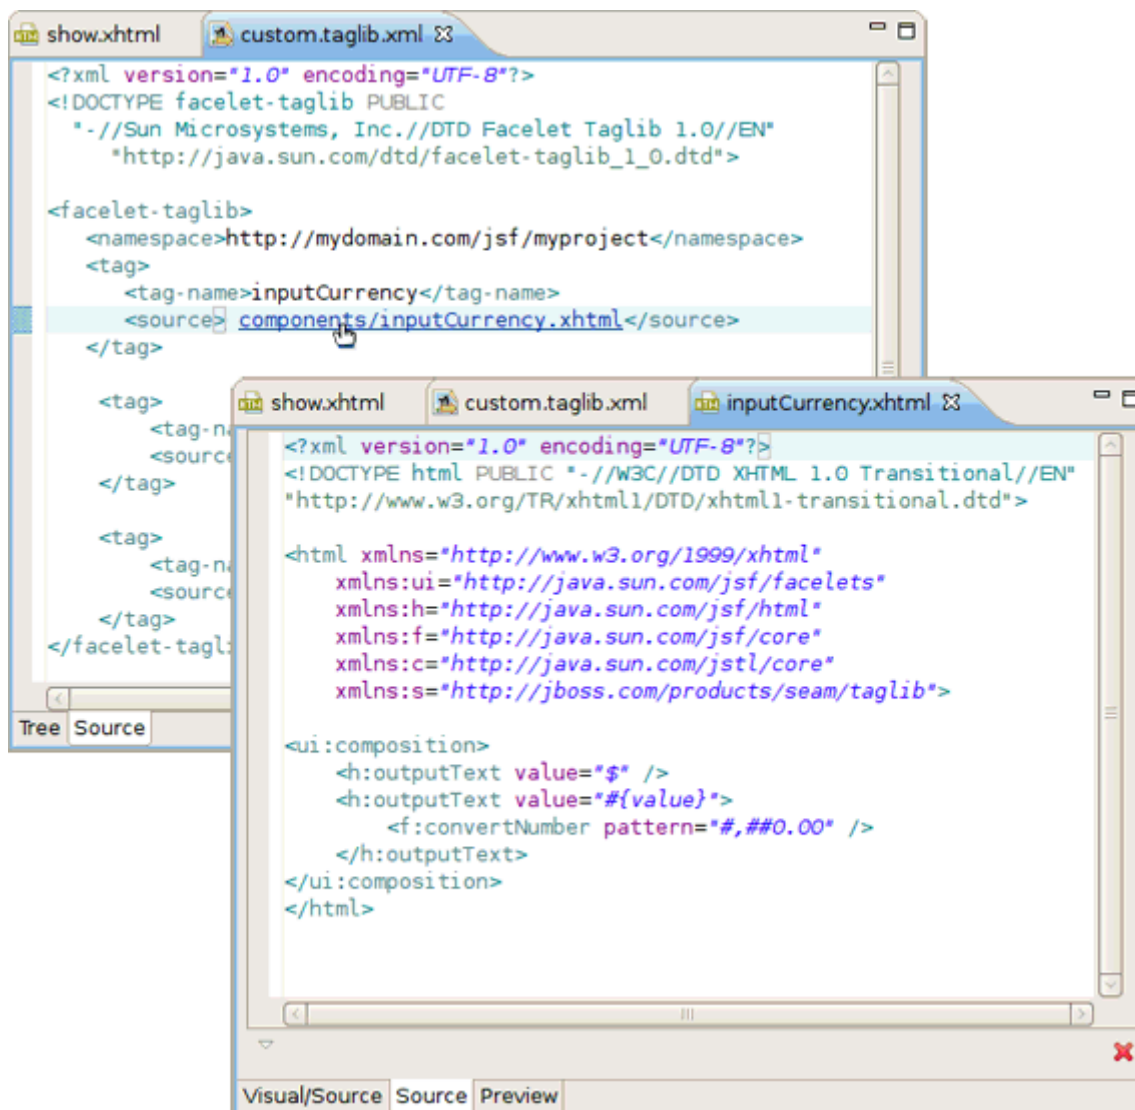 show.xhtml custom.taglib.xml
<?xml version="1.0" encoding="UTF-8"?>
<!DOCTYPE facelet-taglib PUBLIC
"-//Sun Microsystems, Inc.//DTD Facelet Taglib 1.0//EN"
"http://java.sun.com/dtd/facelet-taglib_1_0.dtd">
<facelet-taglib>
<namespace>http://mydomain.com/jsf/myproject</namespace>
<tag>
<tag-name>inputCurrency</tag-name>
<source> components/inputCurrency.xhtml</source>
</tag>
<tag>
<tag-n
<source
</tag>
<tag>
<tag-n
<source
</tag>
</facelet-tagl
Tree Source
show.xhtml custom.taglib.xml inputCurrency.xhtml
<?xml version="1.0" encoding="UTF-8"?>
<!DOCTYPE html PUBLIC "-//W3C//DTD XHTML 1.0 Transitional//EN"
"http://www.w3.org/TR/xhtml1/DTD/xhtml1-transitional.dtd">
<html xmlns="http://www.w3.org/1999/xhtml"
xmlns:ui="http://java.sun.com/jsf/facelets"
xmlns:h="http://java.sun.com/jsf/html"
xmlns:f="http://java.sun.com/jsf/core"
xmlns:c="http://java.sun.com/jstl/core"
xmlns:s="http://jboss.com/products/seam/taglib">
<ui:composition>
<h:outputText value="$" />
<h:outputText value="#{value}">
<f:convertNumber pattern="#,##0.00" />
</h:outputText>
</ui:composition>
</html>
Visual/Source Source Preview